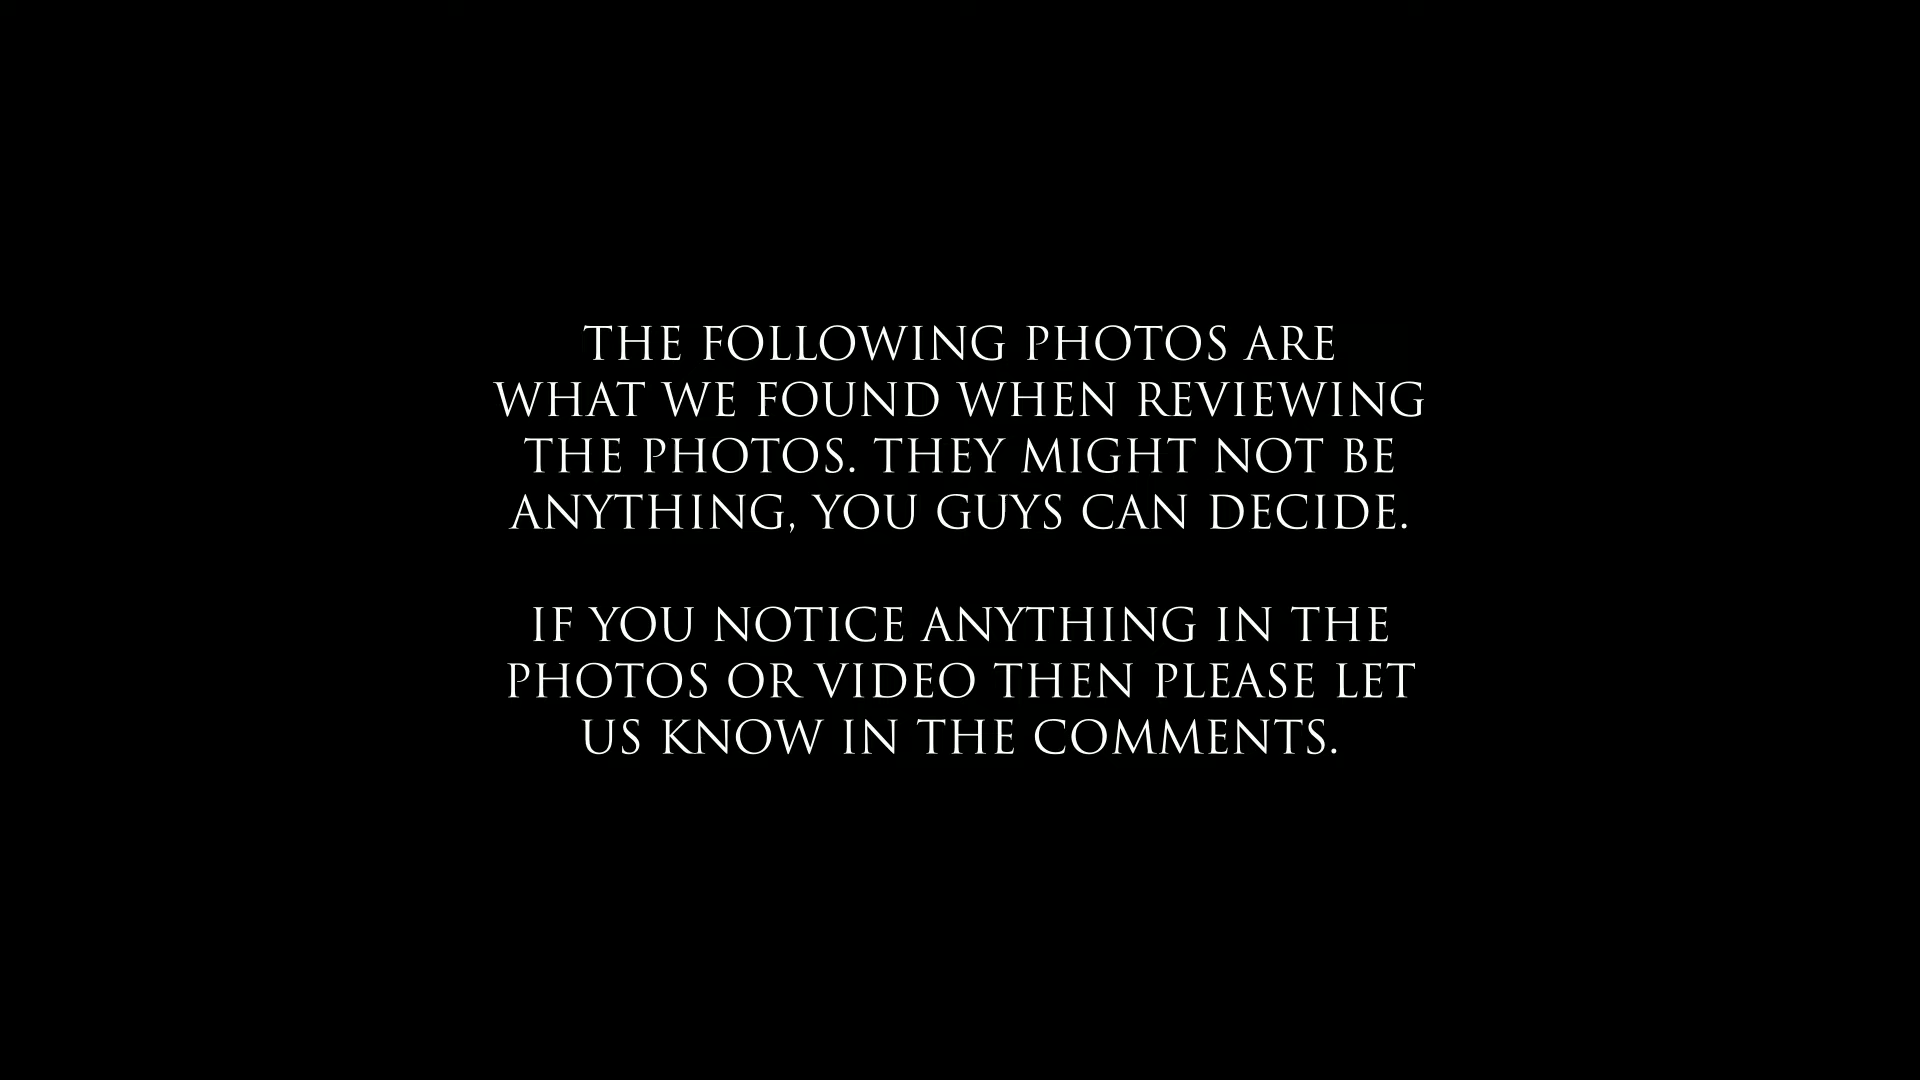 THE FOLLOWING PHOTOS ARE
WHAT WE FOUND WHEN REVIEWING
THE PHOTOS. THEY MIGHT NOT BE
ANYTHING, YOU GUYS CAN DECIDE.
IF YOU NOTICE ANYTHING IN THE
PHOTOS OR VIDEO THEN PLEASE LET
US KNOW IN THE COMMENTS.